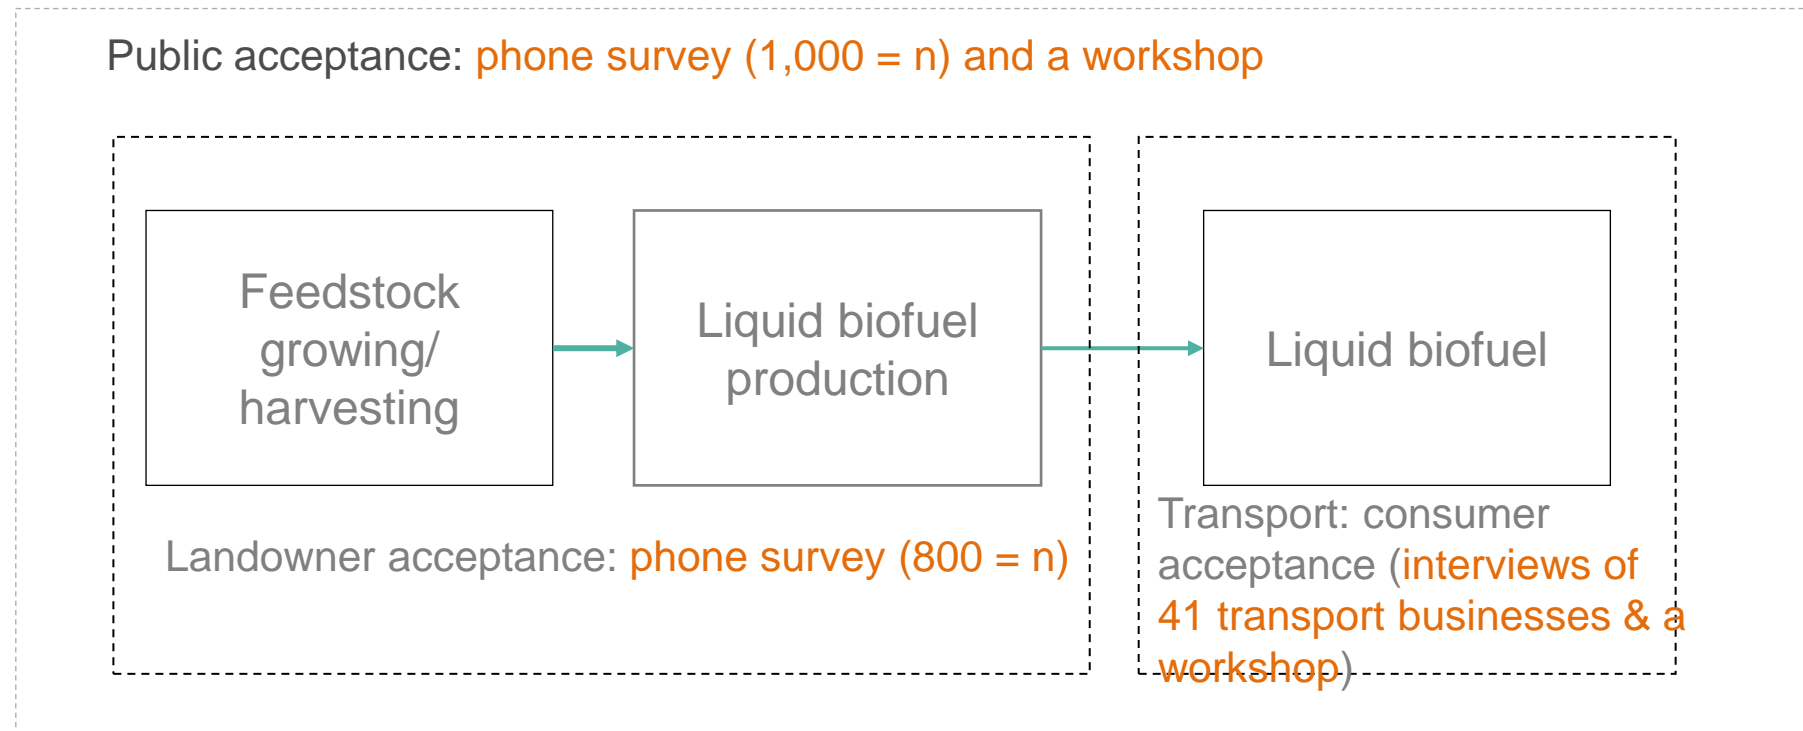 Public acceptance: phone survey (1,000 = n) and a workshop
Feedstock
growing/
harvesting
Liquid biofuel
production
Liquid biofuel
Landowner acceptance: phone survey (800 = n)
Transport: consumer
acceptance (interviews of
41 transport businesses & a
workshop)